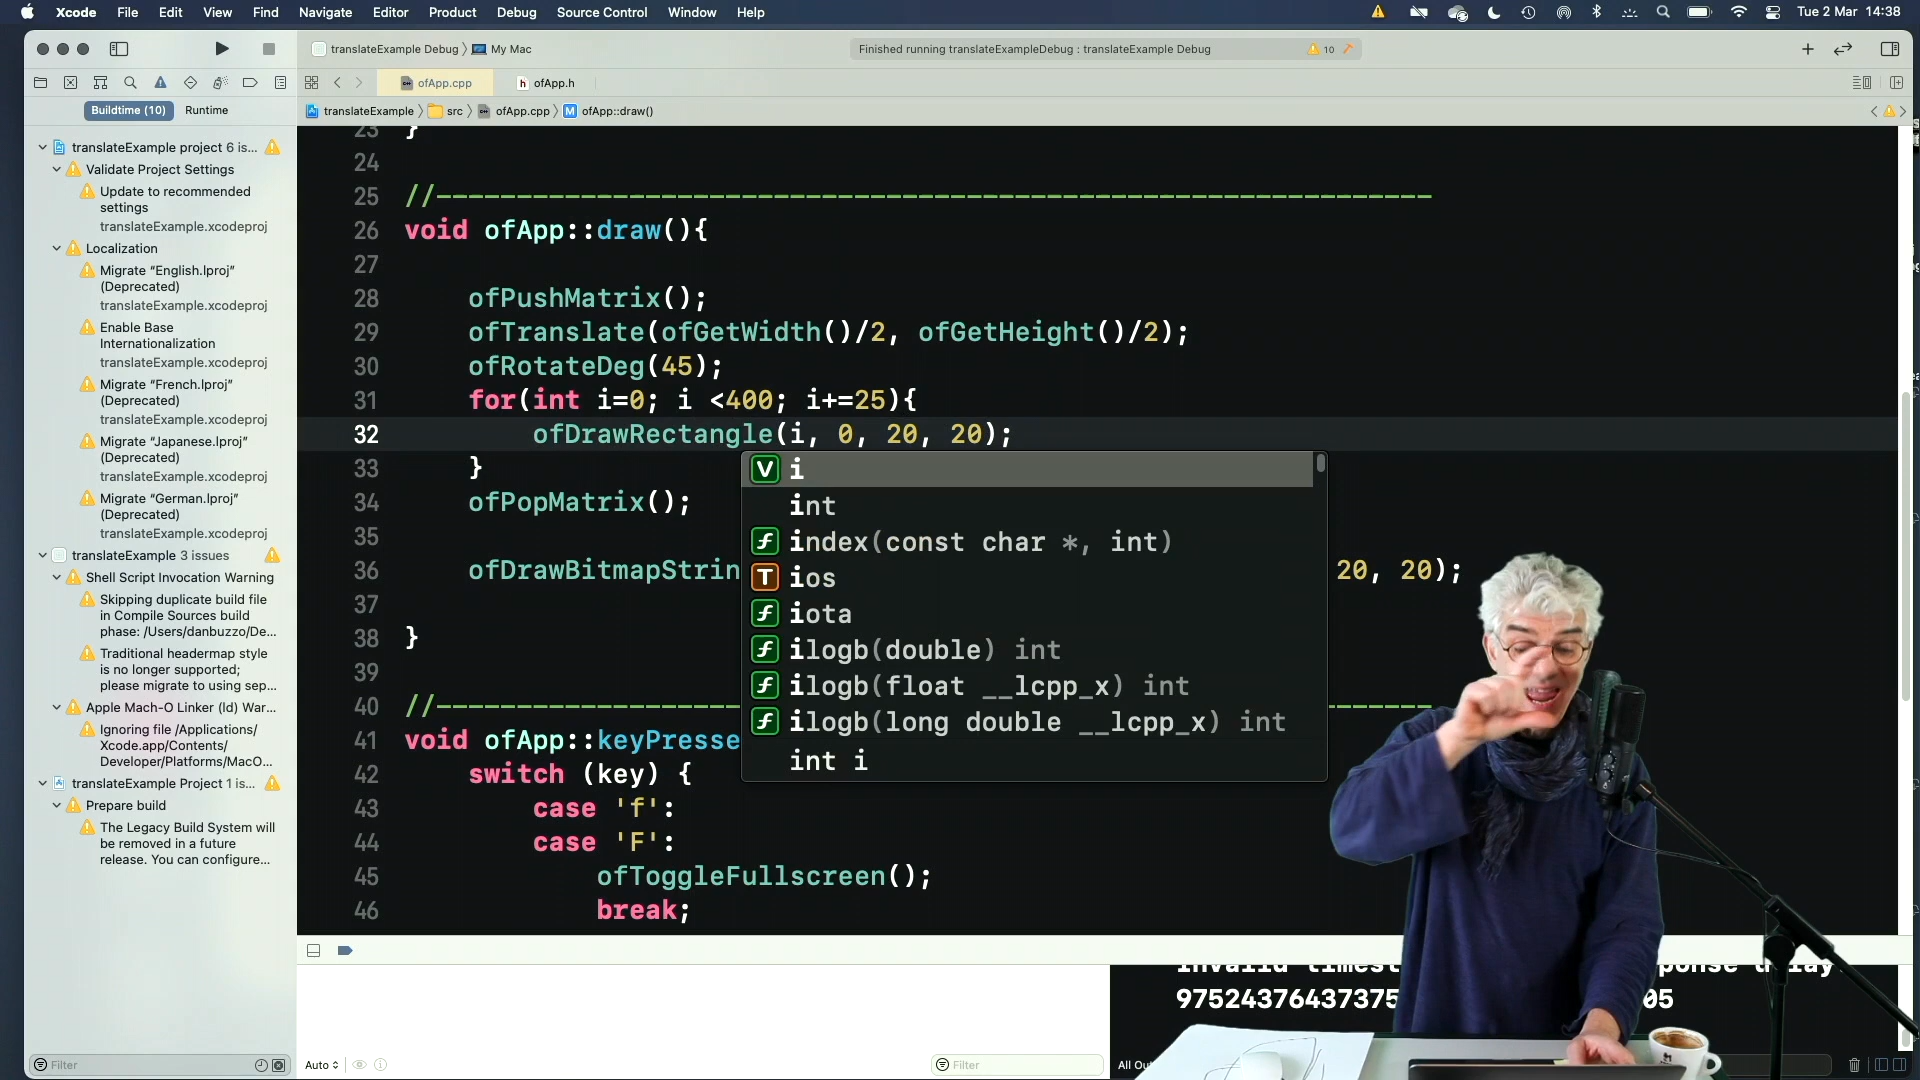 Xcode File Edit View Find Navigate Editor Product Debug Source Control Window Help
Tue 2 Mar 14:38
translateExample Debug My Mac
Finished running translateExampleDebug : translateExample Debug
10
ofApp.cpp
ofApp.h
Buildtime (10) Runtime
translateExample src ofApp.cpp M ofApp::draw()
translateExample project 6 is...
Validate Project Settings
Update to recommended
settings
translateExample.xcodeproj
Localization
Migrate “English.lproj”
(Deprecated)
translateExample.xcodeproj
Enable Base
Internationalization
translateExample.xcodeproj
Migrate “French.lproj”
(Deprecated)
translateExample.xcodeproj
Migrate “Japanese.lproj”
(Deprecated)
translateExample.xcodeproj
Migrate “German.lproj”
(Deprecated)
translateExample.xcodeproj
translateExample 3 issues
Shell Script Invocation Warning
Skipping duplicate build file
in Compile Sources build
phase: /Users/danbuzzo/De...
Traditional headermap style
is no longer supported;
please migrate to using sep...
Apple Mach-O Linker (ld) War...
Ignoring file /Applications/
Xcode.app/Contents/
Developer/Platforms/MacO...
translateExample Project 1 is...
Prepare build
The Legacy Build System will
be removed in a future
release. You can configure...
Filter
23 }
24
25 //--------------------------------------------------------------
26 void ofApp::draw(){
27
28 ofPushMatrix();
29 ofTranslate(ofGetWidth()/2, ofGetHeight()/2);
30 ofRotateDeg(45);
31 for(int i=0; i <400; i+=25){
32 ofDrawRectangle(i, 0, 20, 20);
33 }
34 ofPopMatrix();
35
36 ofDrawBitmapStrin 20, 20);
37
38 }
39
40 //--------------------------------------------------------------
41 void ofApp::keyPresse
42 switch (key) {
43 case 'f':
44 case 'F':
45 ofToggleFullscreen();
46 break;
V i
int
f index(const char *, int)
T ios
f iota
f ilogb(double) int
f ilogb(float __lcpp_x) int
f ilogb(long double __lcpp_x) int
int i
97524376437375 05
Auto
Filter
All Ou